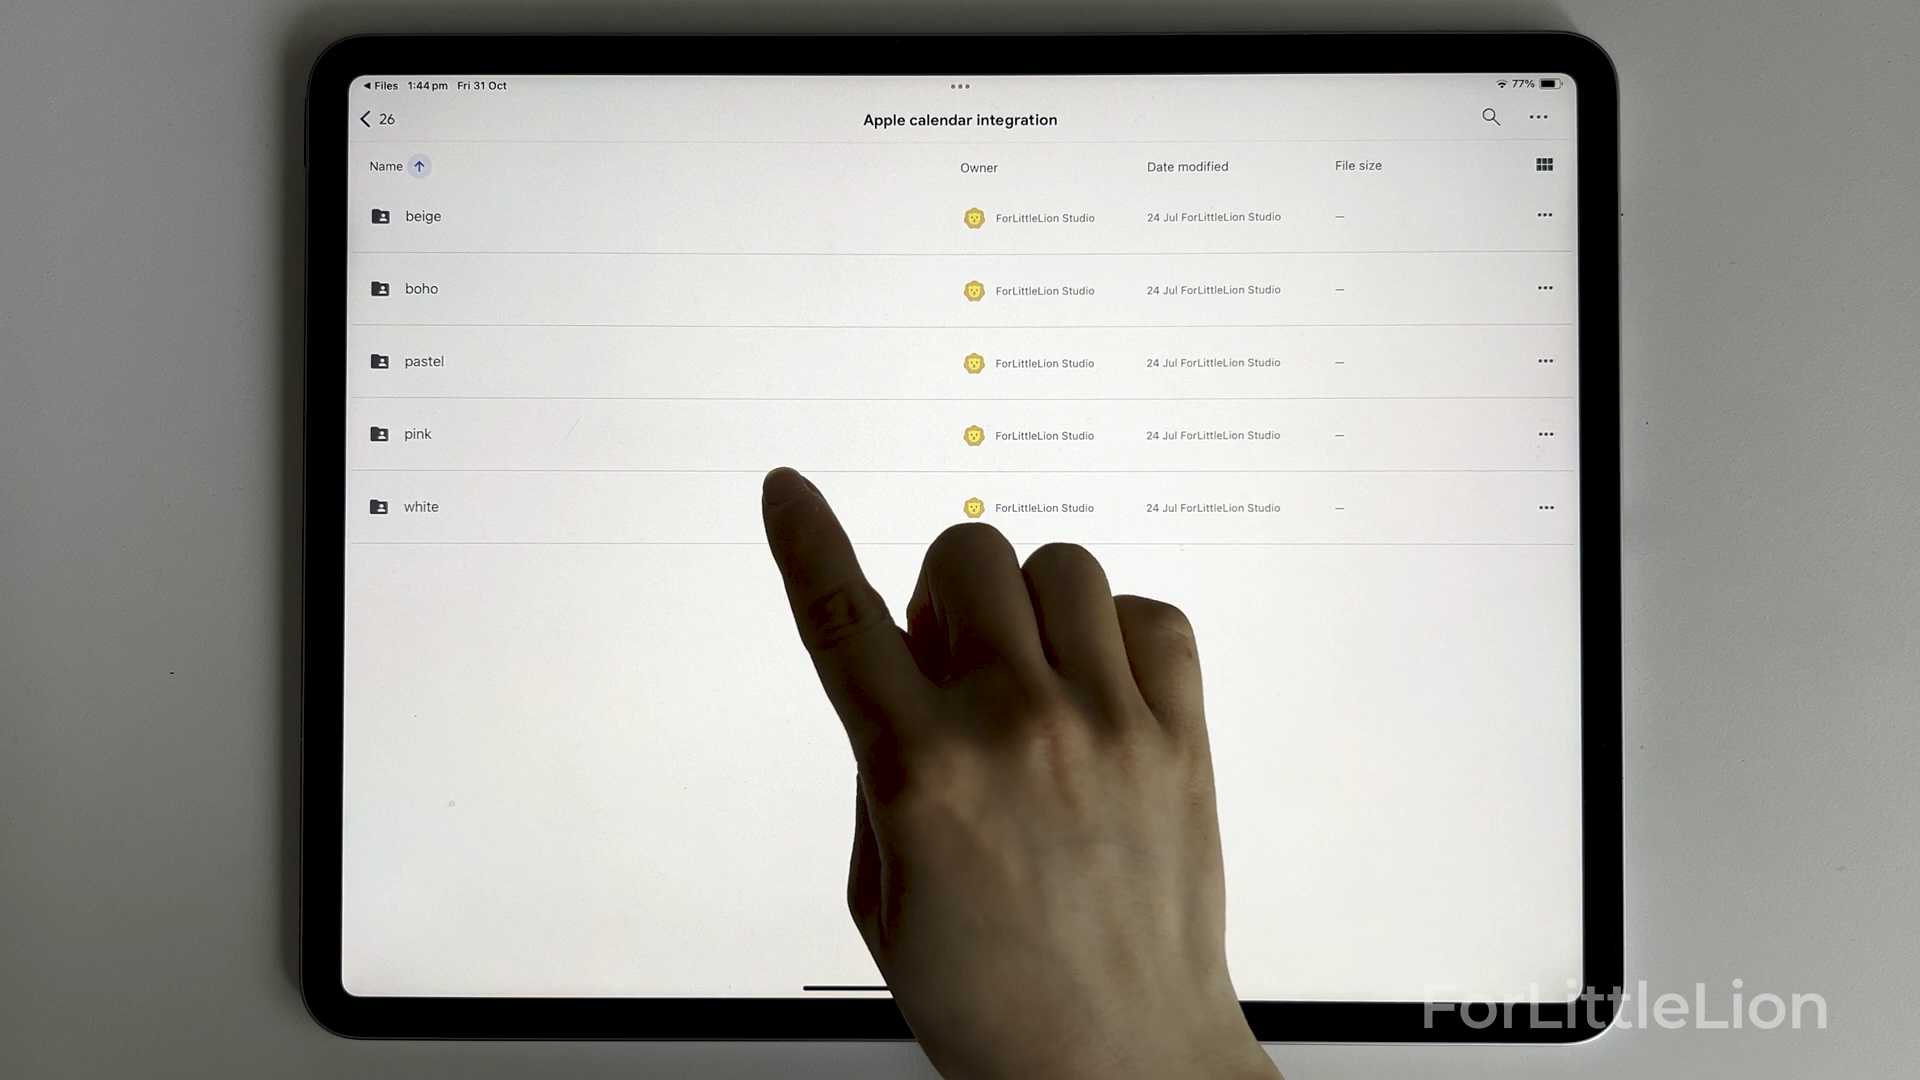 ◄ Files 1:44 pm Fri 31 Oct 77%
26 Apple calendar integration
Name Owner Date modified File size
beige ForLittleLion Studio 24 Jul ForLittleLion Studio —
boho ForLittleLion Studio 24 Jul ForLittleLion Studio —
pastel ForLittleLion Studio 24 Jul ForLittleLion Studio —
pink ForLittleLion Studio 24 Jul ForLittleLion Studio —
white ForLittleLion Studio 24 Jul ForLittleLion Studio —
ForLittleLion